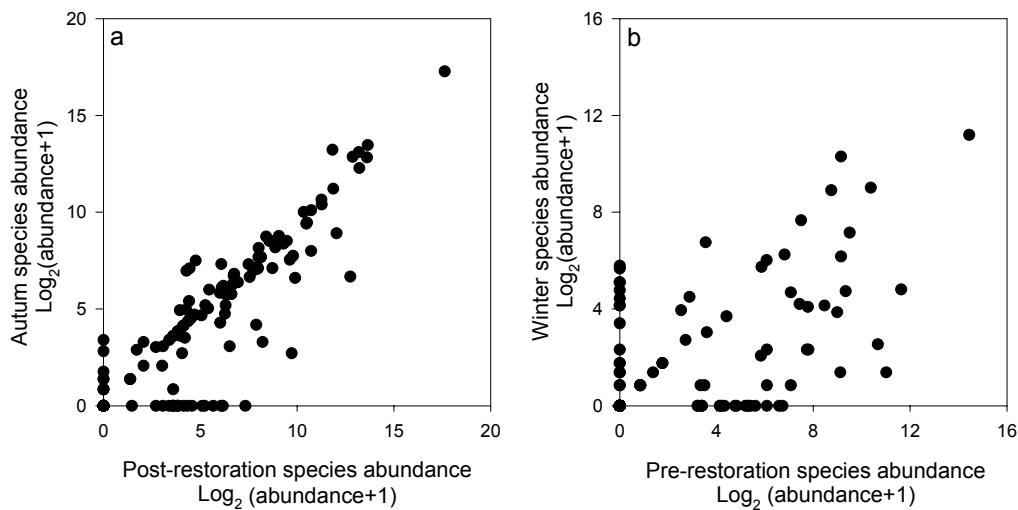 a
20
15
10
5
0
0
5
10
15
20
Autum species abundance
Log2(abundance+1)
Post-restoration species abundance
Log2 (abundance+1)
b
16
12
8
4
0
0
4
8
12
16
Winter species abundance
Log2(abundance+1)
Pre-restoration species abundance
Log2 (abundance+1)